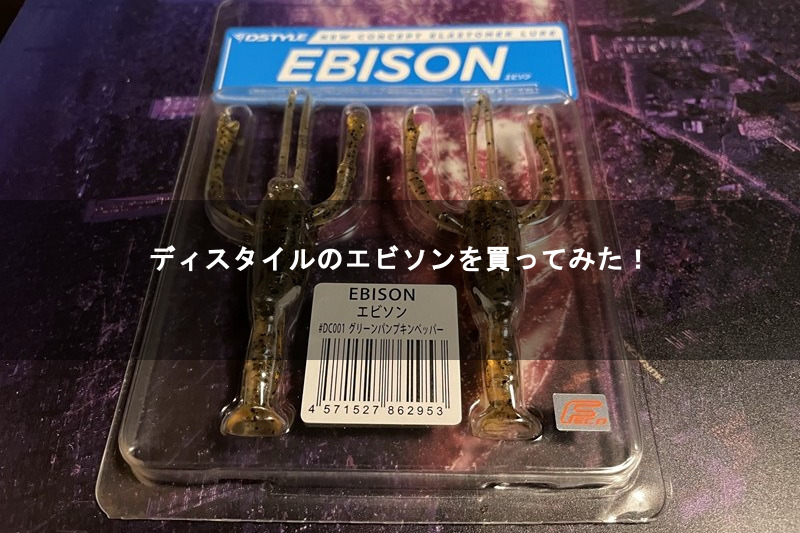 DSTYLE NEW CONCEPT ELASTOMER LURE
EBISON
エビソン
ディスタイルのエビソンを買ってみた！
EBISON
エビソン
#DC001 グリーンパンプキンペッパー
4 571527 862953
Feco